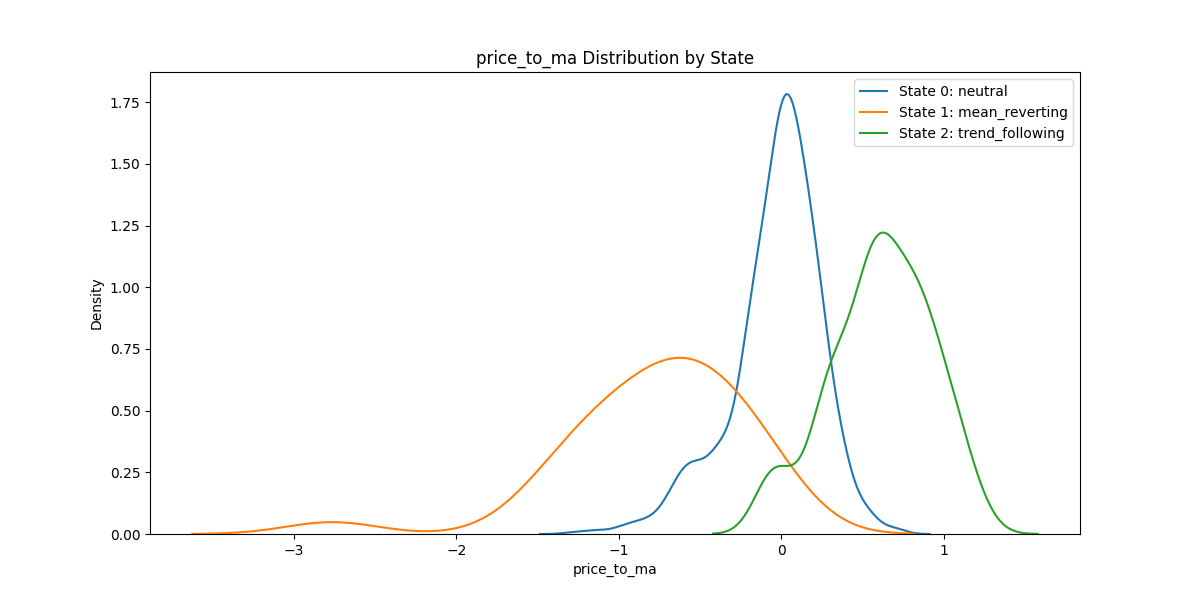 price_to_ma Distribution by State
State 0: neutral
State 1: mean_reverting
State 2: trend_following
Density
1.75
1.50
1.25
1.00
0.75
0.50
0.25
0.00
−3
−2
−1
0
1
price_to_ma